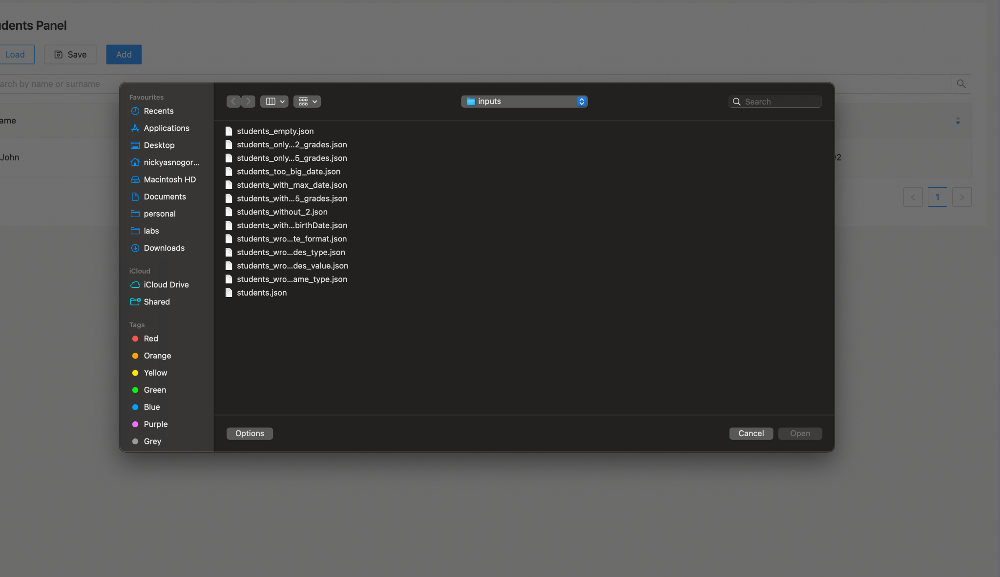 dents Panel
Load
Save
Add
arch by name or surname
ame
John
02
1
Favourites
Recents
Applications
Desktop
nickyasnogor...
Macintosh HD
Documents
personal
labs
Downloads
iCloud
iCloud Drive
Shared
Tags
Red
Orange
Yellow
Green
Blue
Purple
Grey
inputs
Search
students_empty.json
students_only...2_grades.json
students_only...5_grades.json
students_too_big_date.json
students_with_max_date.json
students_with...5_grades.json
students_without_2.json
students_with...birthDate.json
students_wro...te_format.json
students_wro...des_type.json
students_wro...des_value.json
students_wro...ame_type.json
students.json
Options
Cancel
Open